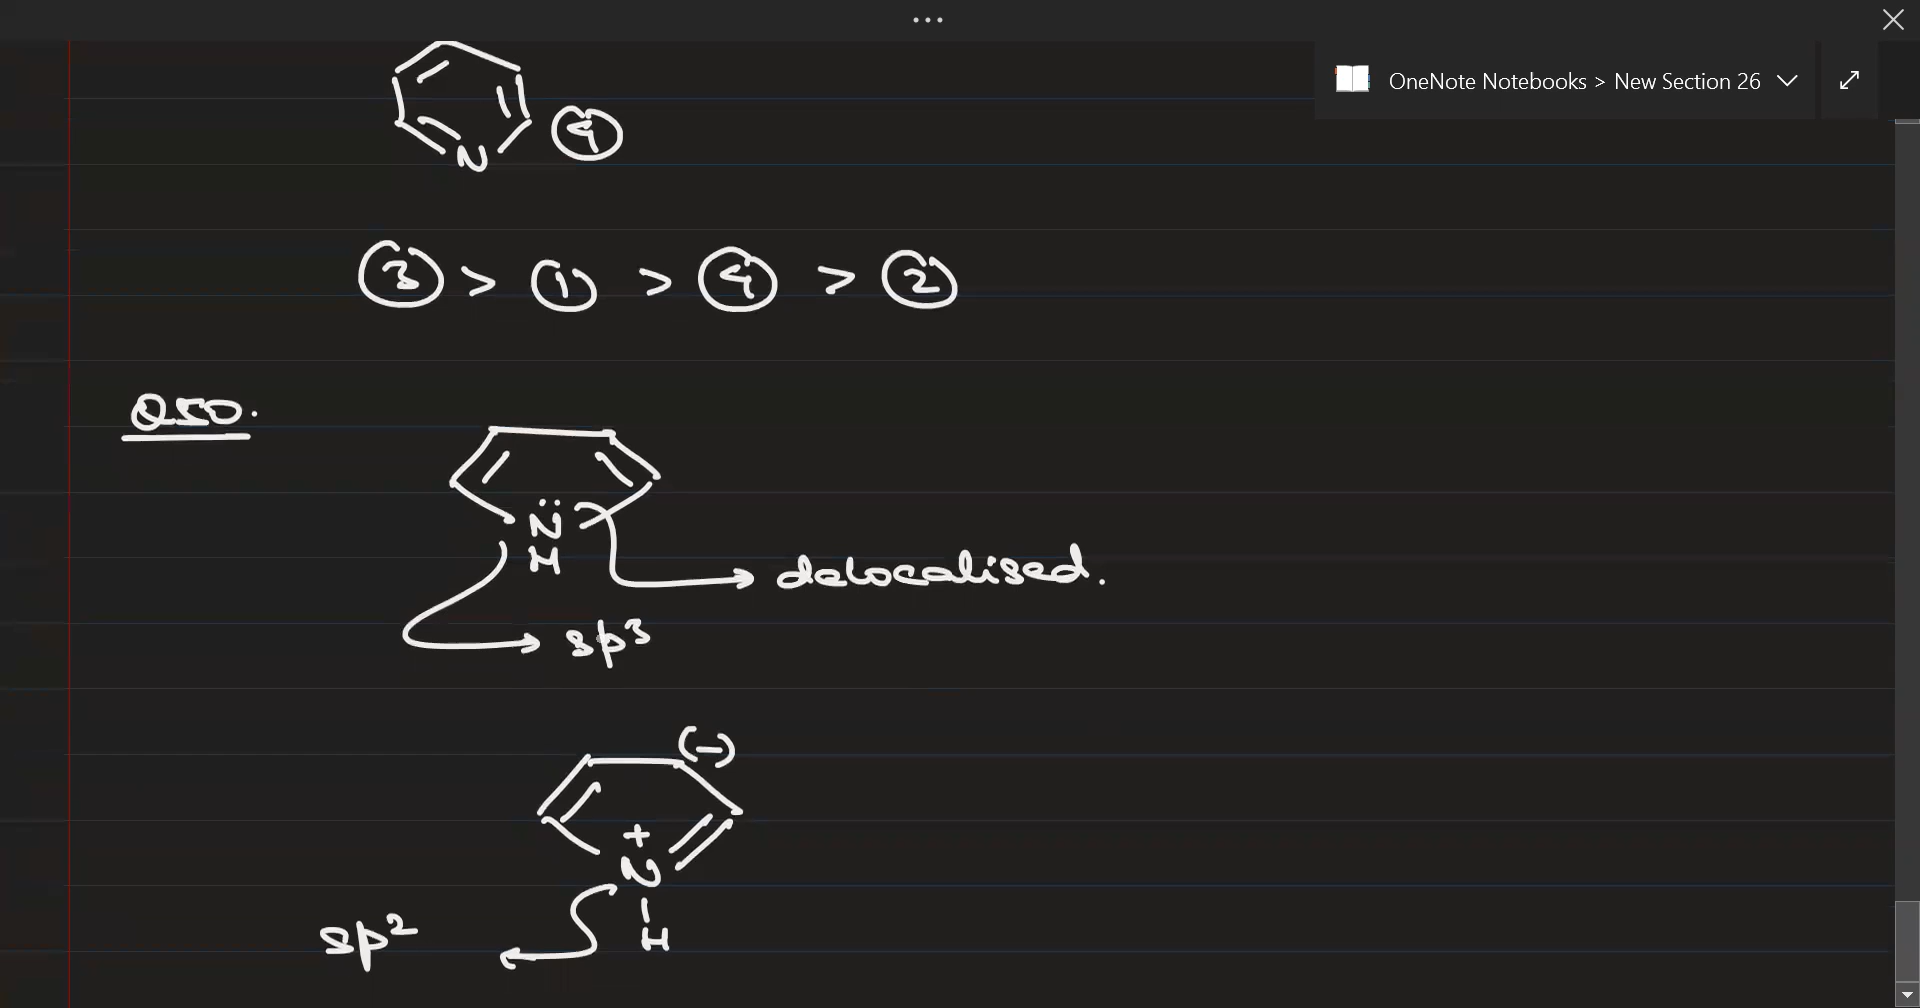 ...
OneNote Notebooks > New Section 26
N
4
3 > 1 > 4 > 2
Q50.
N
H
delocalised.
sp³
(-)
+
N
H
sp²